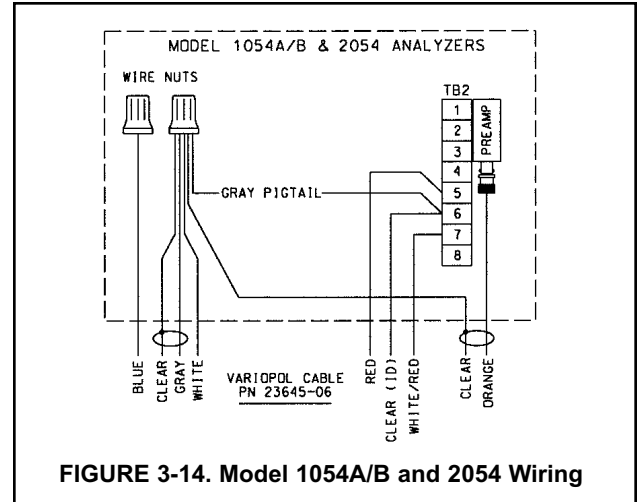 MODEL 1054A/B & 2054 ANALYZERS
WIRE NUTS
TB2
1
2
3
4
5
6
7
8
PREAMP
GRAY PIGTAIL
BLUE
CLEAR
GRAY
WHITE
VARIOPOL CABLE
PN 23645-06
RED
CLEAR (ID)
WHITE/RED
CLEAR
ORANGE
FIGURE 3-14. Model 1054A/B and 2054 Wiring